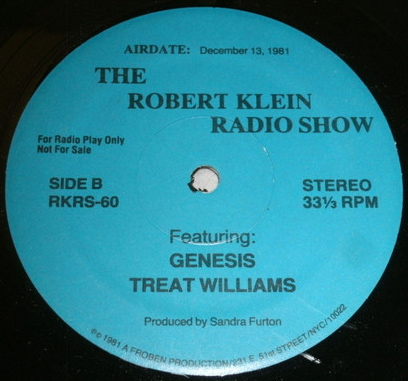 AIRDATE: December 13, 1981
THE
ROBERT KLEIN
RADIO SHOW
For Radio Play Only
Not For Sale
SIDE B
RKRS-60
STEREO
33⅓ RPM
Featuring:
GENESIS
TREAT WILLIAMS
Produced by Sandra Furton
©℗ 1981 A FROBEN PRODUCTION/231 E. 51st STREET/NYC/10022